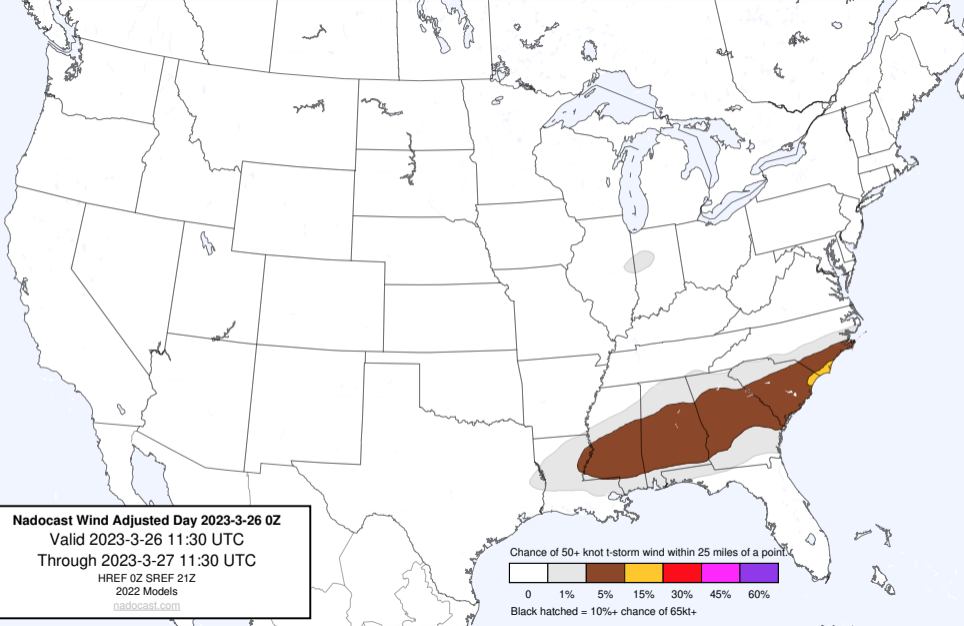 Nadocast Wind Adjusted Day 2023-3-26 0Z
Valid 2023-3-26 11:30 UTC
Through 2023-3-27 11:30 UTC
HREF 0Z SREF 21Z
2022 Models
nadocast.com
Chance of 50+ knot t-storm wind within 25 miles of a point.
0 1% 5% 15% 30% 45% 60%
Black hatched = 10%+ chance of 65kt+